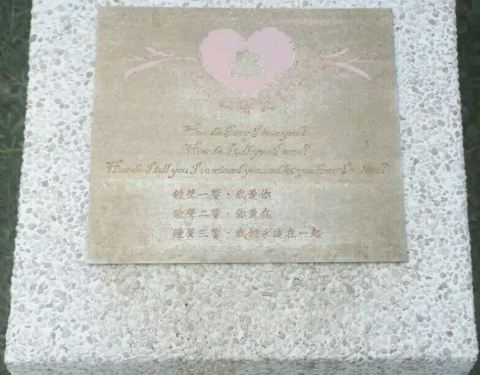 How do I say I love you?
How to I tell you I care?
How do I tell you I've missed you, and let you know I'm here?
鐘聲一響，我愛你
鐘聲二響，你愛我
鐘聲三響，我們永遠在一起